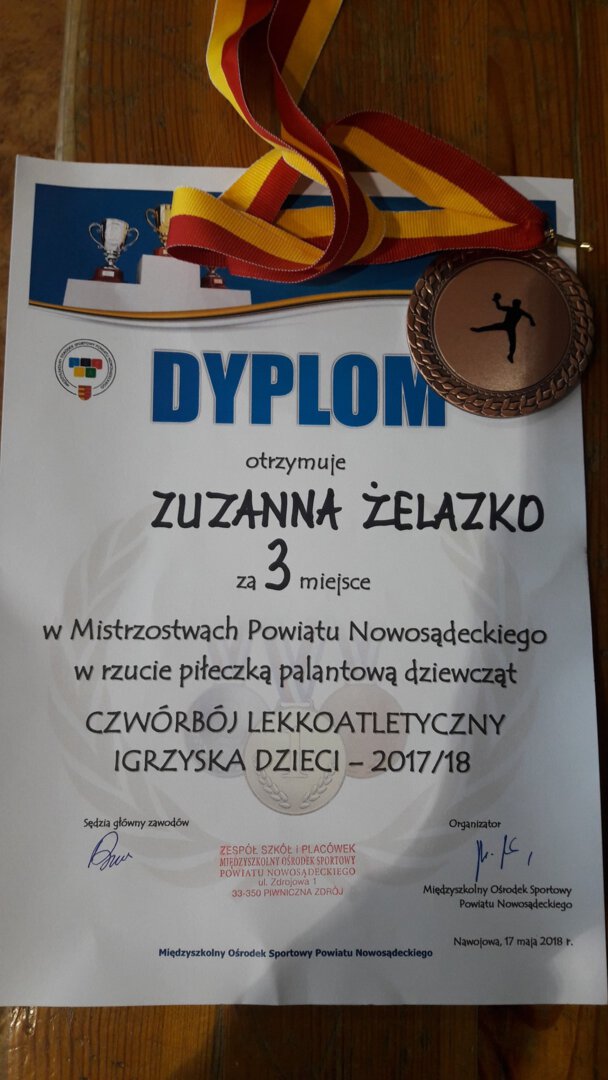 DYPLOM
otrzymuje
ZUZANNA ŻELAZKO
za 3 miejsce
w Mistrzostwach Powiatu Nowosądeckiego
w rzucie piłeczką palantową dziewcząt
CZWÓRBÓJ LEKKOATLETYCZNY
IGRZYSKA DZIECI – 2017/18
Sędzia główny zawodów
Organizator
ZESPÓŁ SZKÓŁ I PLACÓWEK
MIĘDZYSZKOLNY OŚRODEK SPORTOWY
POWIATU NOWOSĄDECKIEGO
ul. Zdrojowa 1
33-350 PIWNICZNA ZDRÓJ
Międzyszkolny Ośrodek Sportowy
Powiatu Nowosądeckiego
Nawojowa, 17 maja 2018 r.
Międzyszkolny Ośrodek Sportowy Powiatu Nowosądeckiego